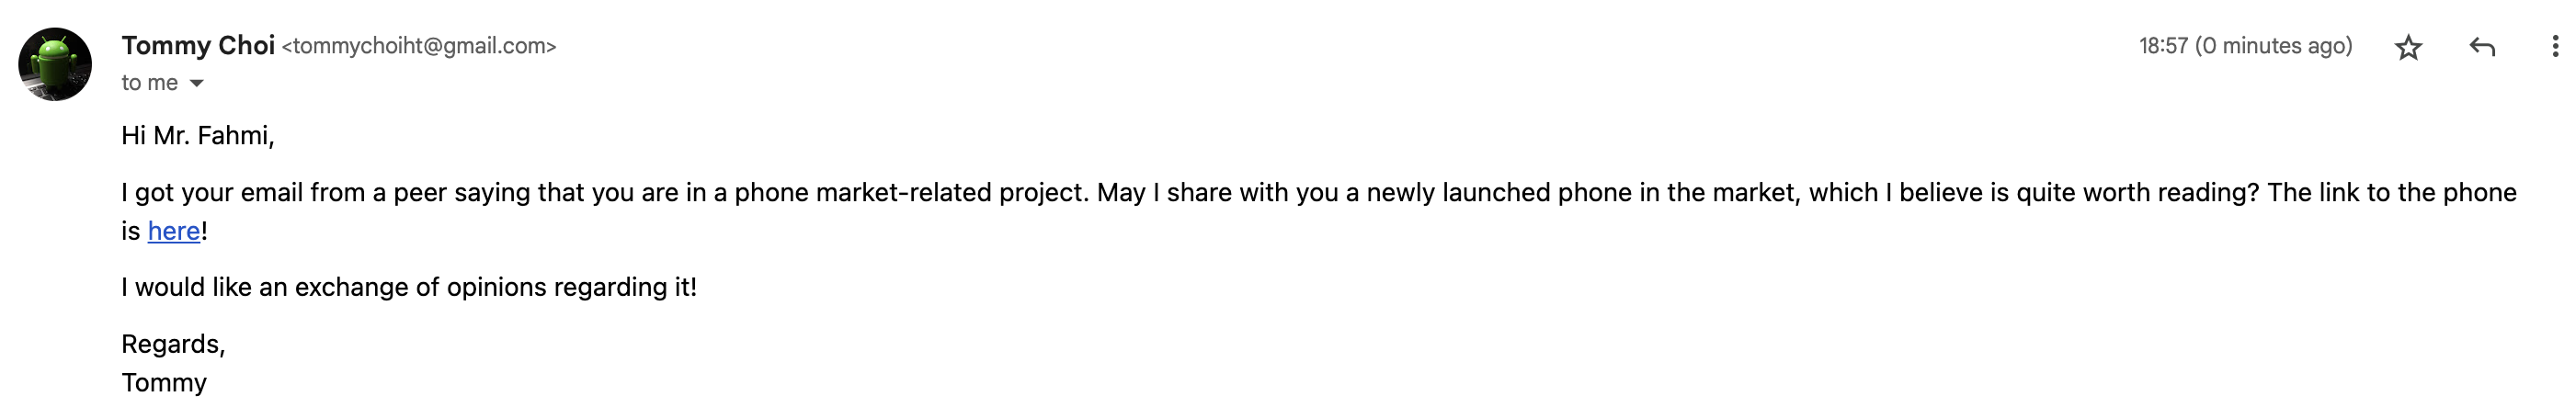 Tommy Choi <tommychoiht@gmail.com> 18:57 (0 minutes ago)
to me
Hi Mr. Fahmi,
I got your email from a peer saying that you are in a phone market-related project. May I share with you a newly launched phone in the market, which I believe is quite worth reading? The link to the phone
is here!
I would like an exchange of opinions regarding it!
Regards,
Tommy